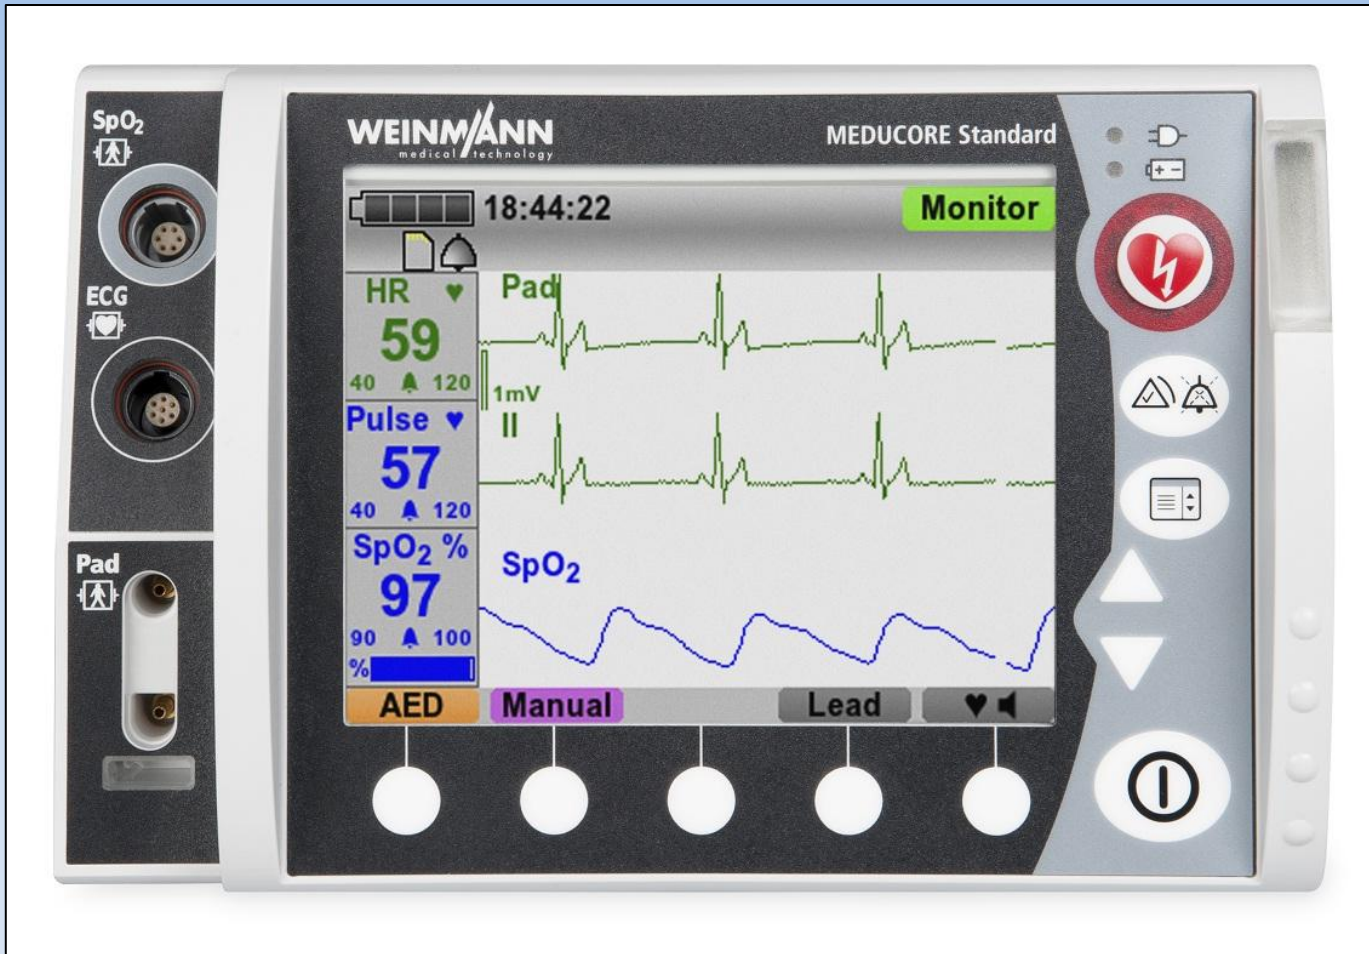 SpO2
ECG
Pad
WEINMANN
medical technology
MEDUCORE Standard
18:44:22
Monitor
HR ♥
59
40 120
Pulse ♥
57
40 120
SpO2 %
97
90 100
%
Pad
1mV
II
SpO2
AED
Manual
Lead